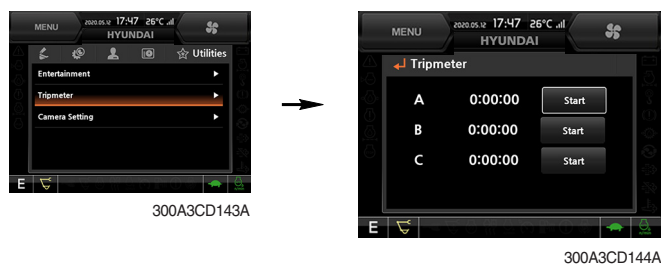 MENU
2020.05.12 17:47 26°C
HYUNDAI
Utilities
Entertainment
Tripmeter
Camera Setting
E
300A3CD143A
MENU
2020.05.12 17:47 26°C
HYUNDAI
Tripmeter
A 0:00:00 Start
B 0:00:00 Start
C 0:00:00 Start
E
300A3CD144A